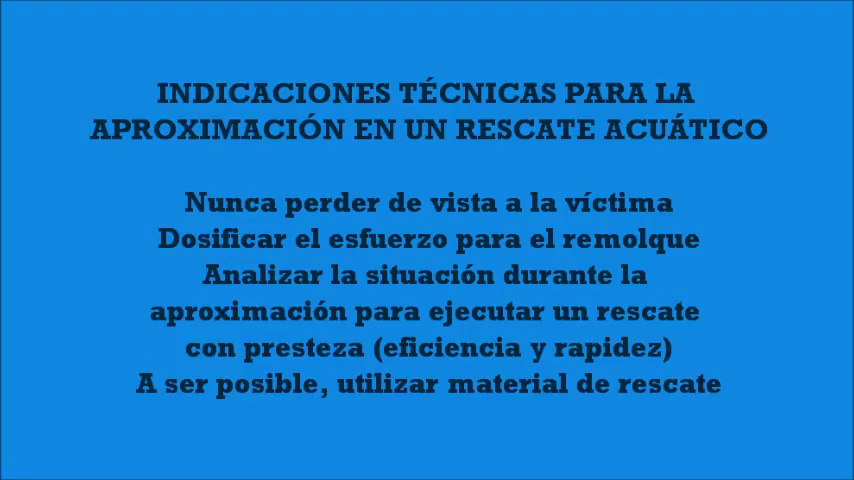 INDICACIONES TÉCNICAS PARA LA
APROXIMACIÓN EN UN RESCATE ACUÁTICO
Nunca perder de vista a la víctima
Dosificar el esfuerzo para el remolque
Analizar la situación durante la
aproximación para ejecutar un rescate
con presteza (eficiencia y rapidez)
A ser posible, utilizar material de rescate